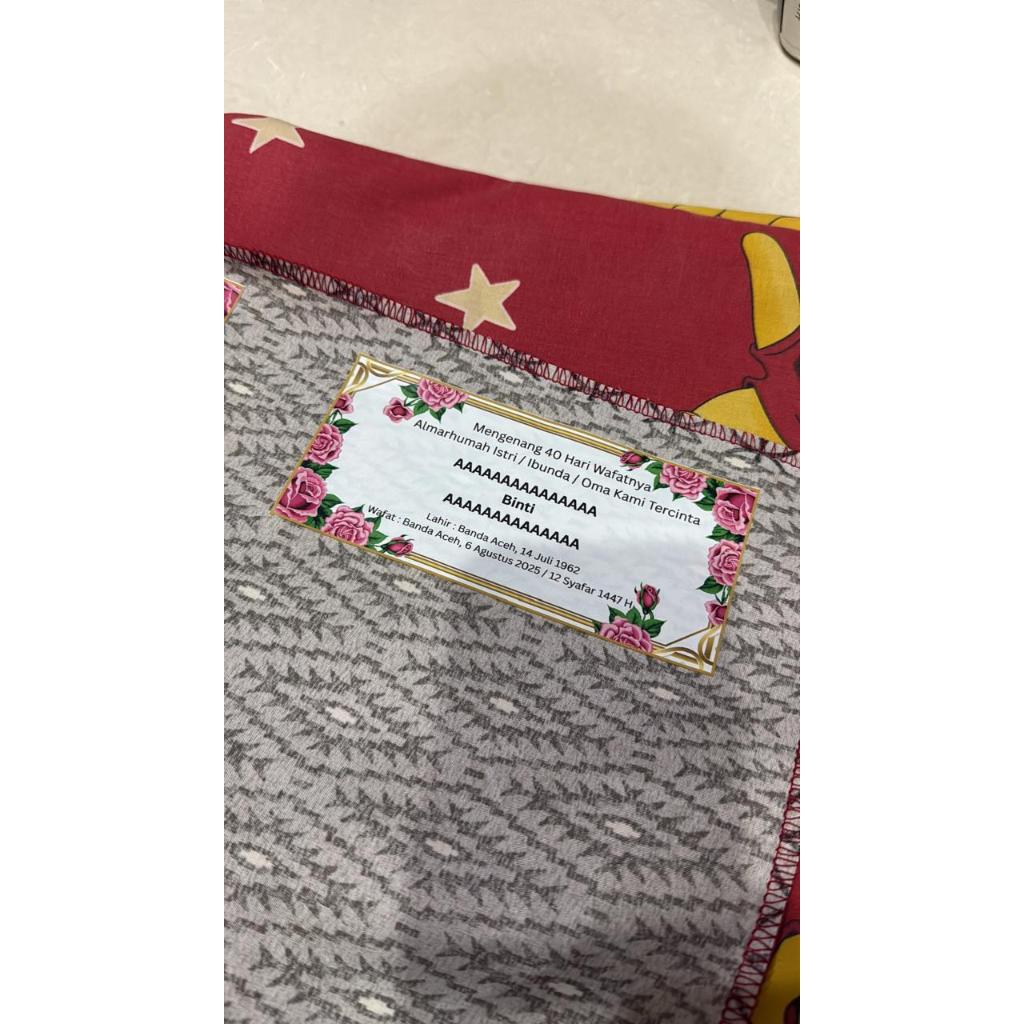 Mengenang 40 Hari Wafatnya
Almarhumah Istri / Ibunda / Oma Kami Tercinta
AAAAAAAAAAAAAAA
Binti
AAAAAAAAAAAAAA
Lahir : Banda Aceh, 14 Juli 1962
Wafat : Banda Aceh, 6 Agustus 2025 / 12 Syafar 1447 H